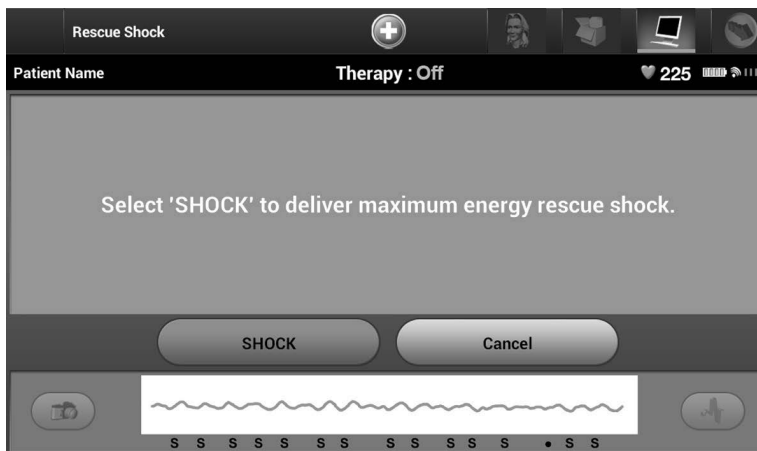 Rescue Shock
Patient Name Therapy : Off 225
Select 'SHOCK' to deliver maximum energy rescue shock.
SHOCK Cancel
S S S S S S S S S S S S • S S